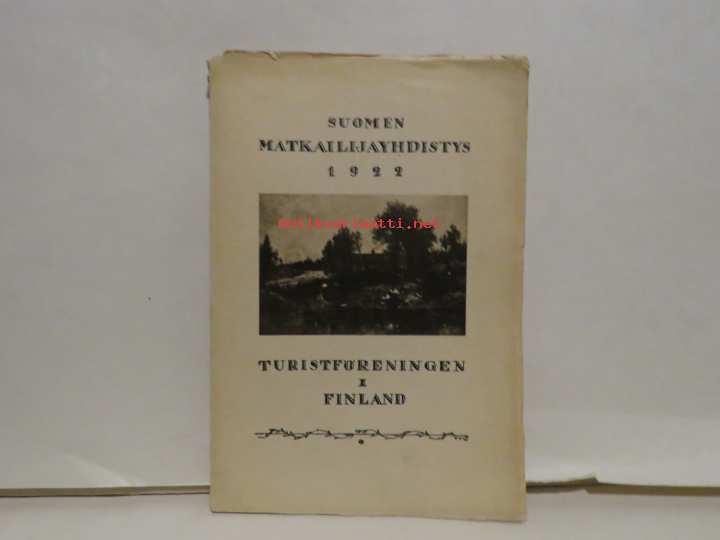 SUOMEN
MATKAILIJAYHDISTYS
1922
antikvariaatti.net
TURISTFÖRENINGEN
I
FINLAND